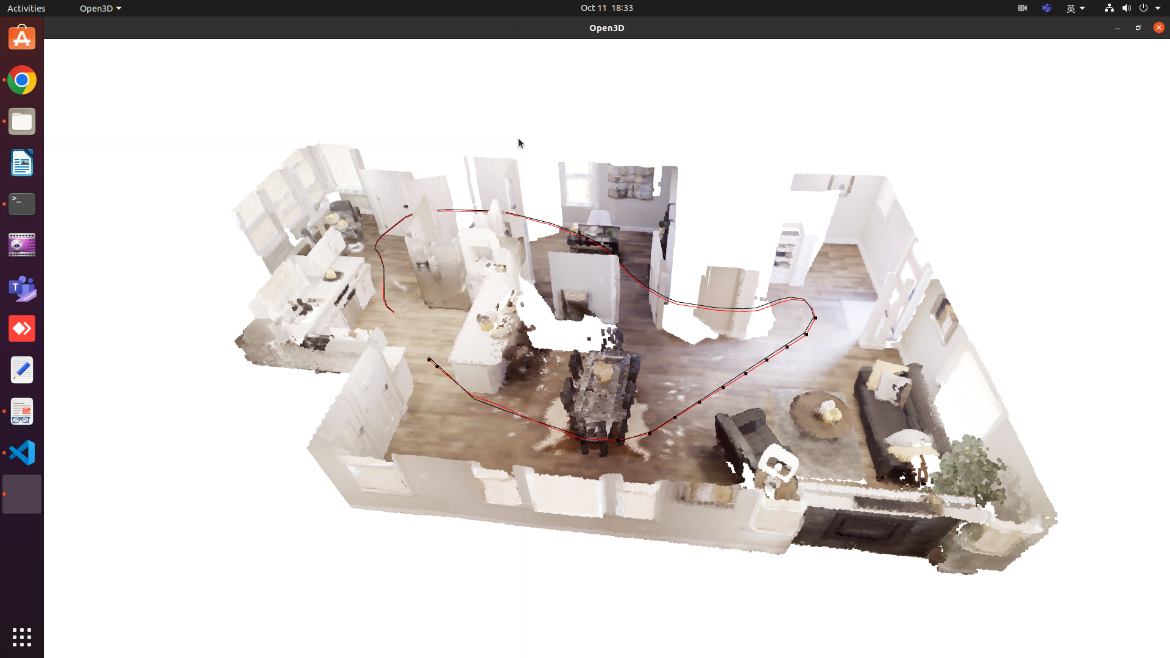 Activities
Open3D
Oct 11 18:33
英
Open3D